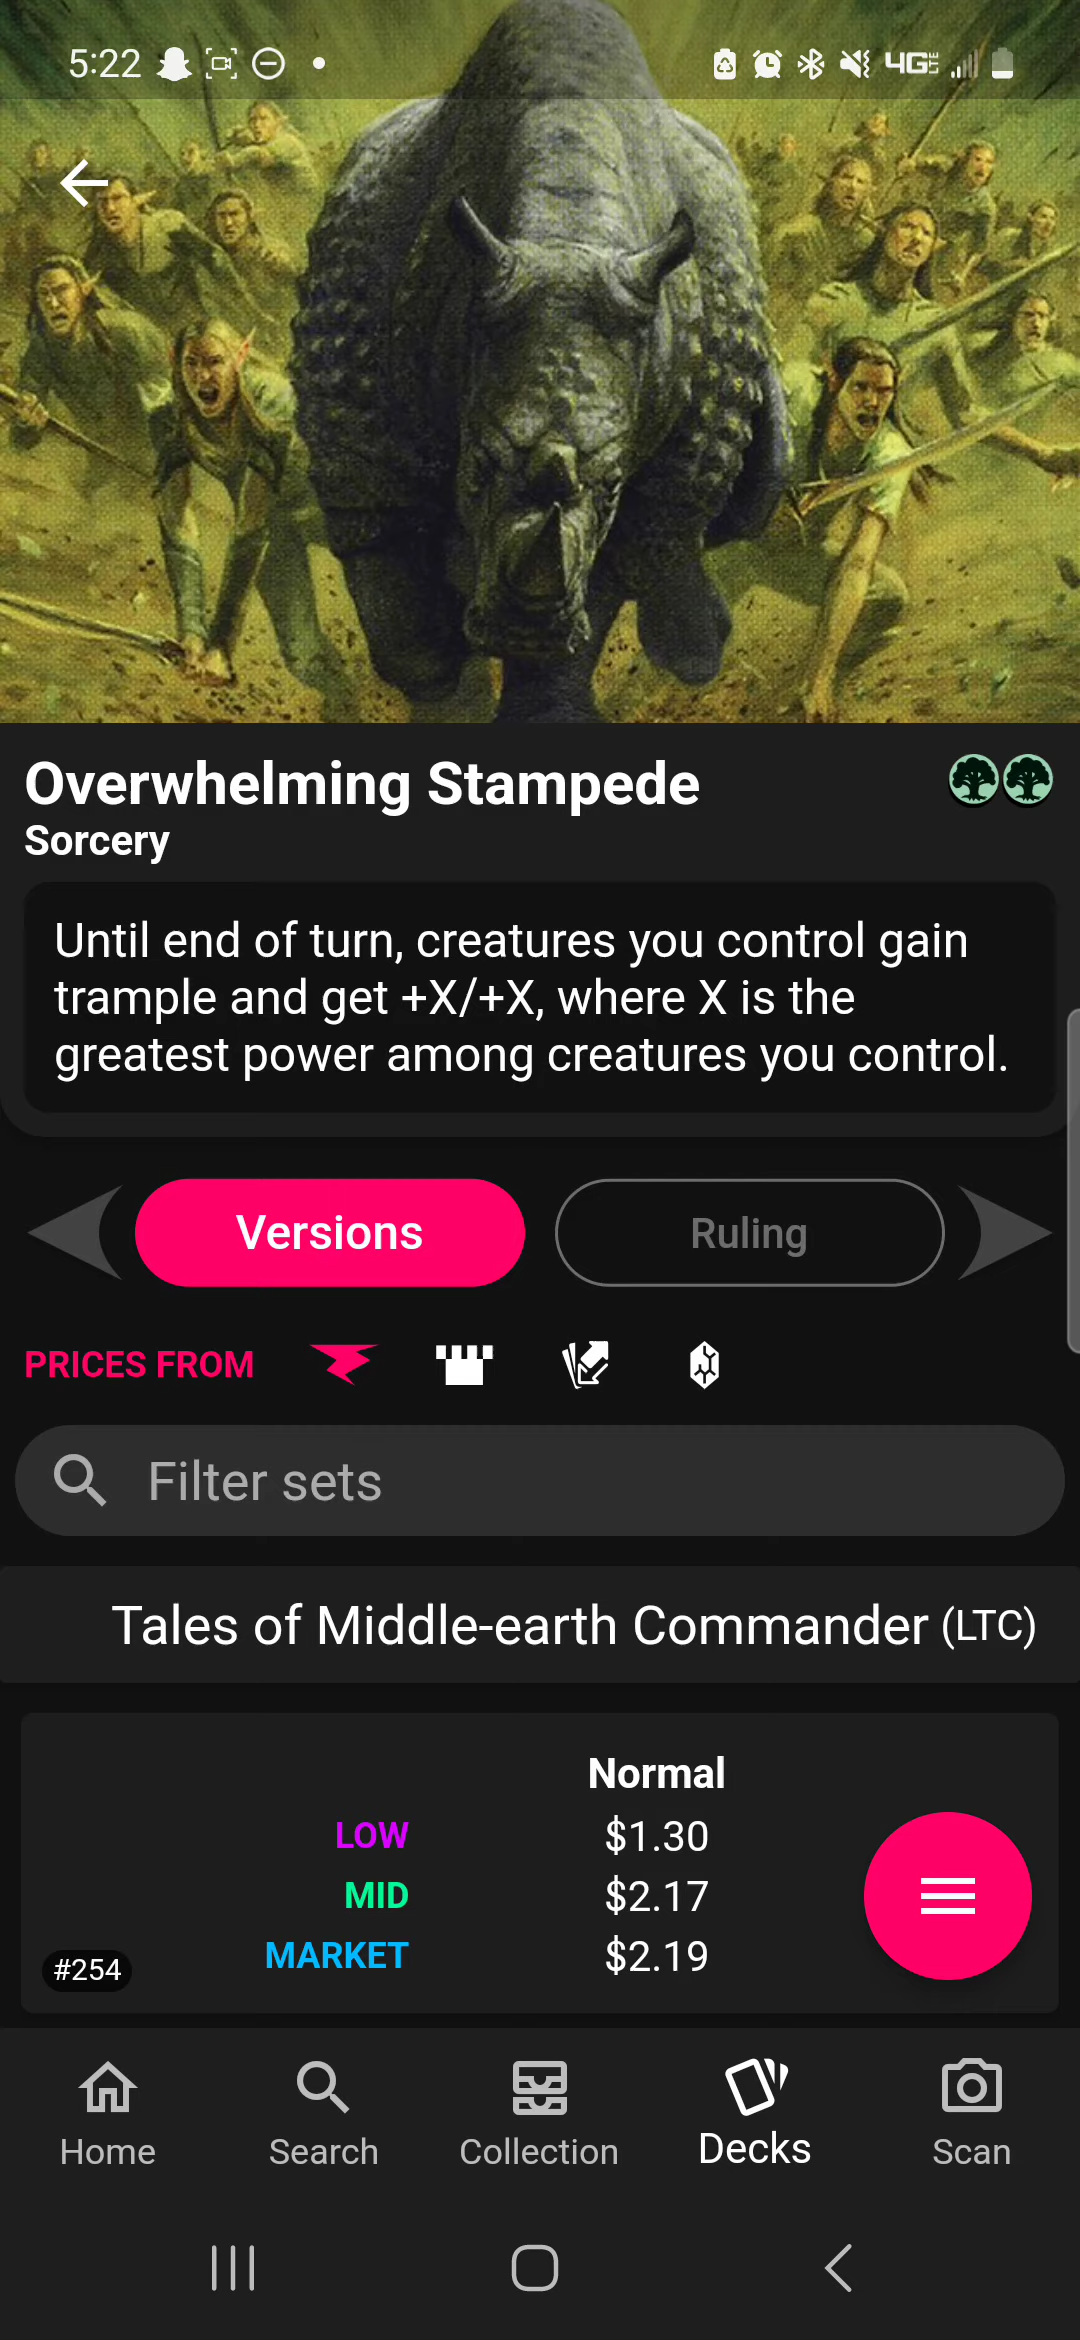 5:22
4G LTE
Overwhelming Stampede
Sorcery
Until end of turn, creatures you control gain
trample and get +X/+X, where X is the
greatest power among creatures you control.
Versions
Ruling
PRICES FROM
Filter sets
Tales of Middle-earth Commander (LTC)
Normal
LOW $1.30
MID $2.17
MARKET $2.19
#254
Home
Search
Collection
Decks
Scan